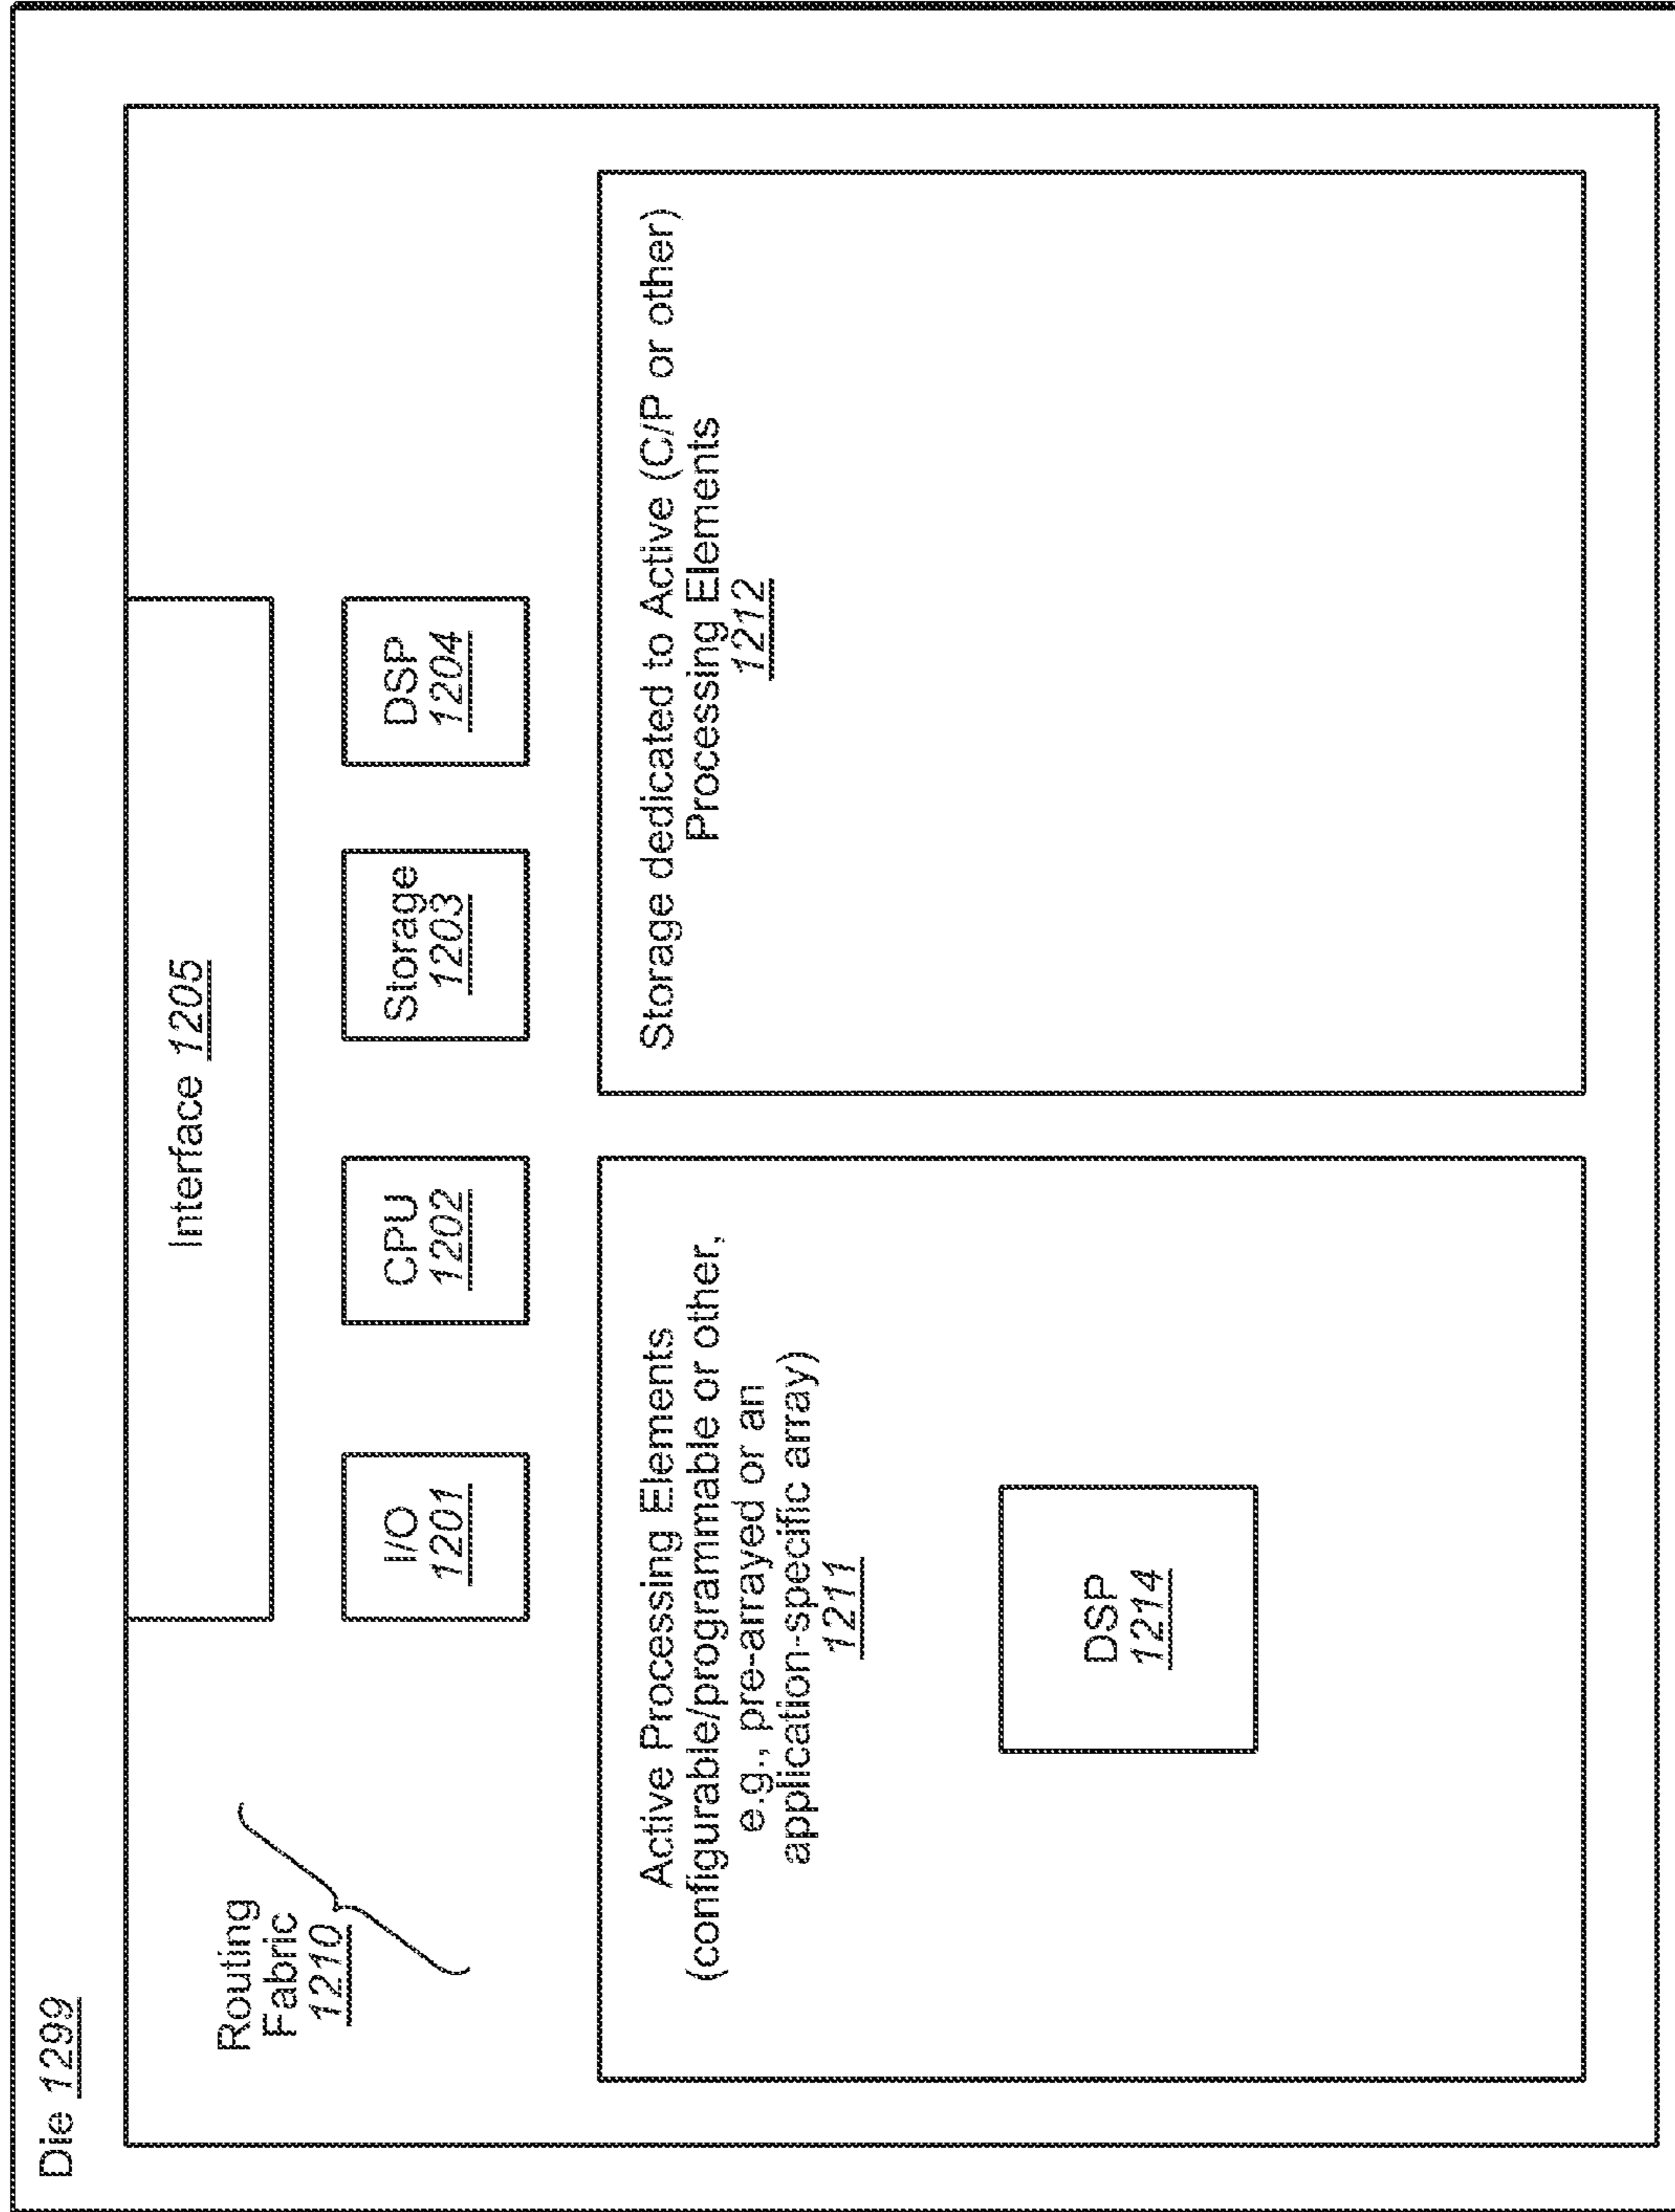 Die 1299
Interface 1205
Routing
Fabric
1210
I/O
1201
CPU
1202
Storage
1203
DSP
1204
Active Processing Elements
(configurable/programmable or other,
e.g., pre-arrayed or an
application-specific array)
1211
DSP
1214
Storage dedicated to Active (C/P or other)
Processing Elements
1212